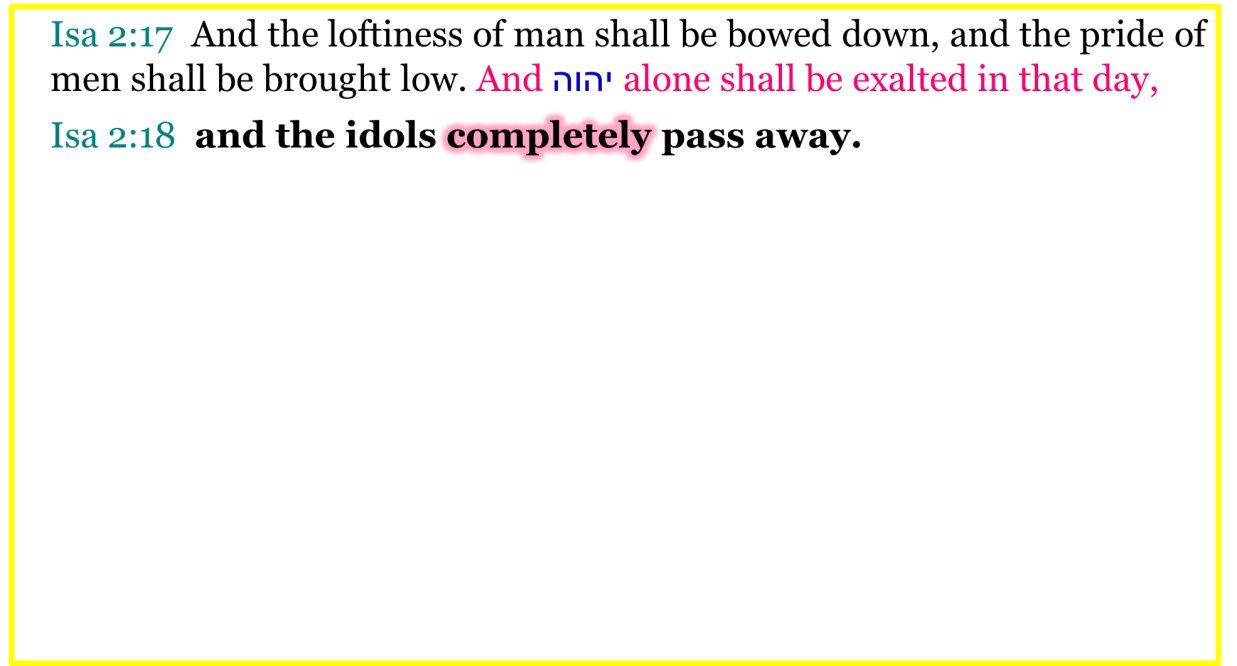 Isa 2:17 And the loftiness of man shall be bowed down, and the pride of
men shall be brought low. And יהוה alone shall be exalted in that day,
Isa 2:18 and the idols completely pass away.